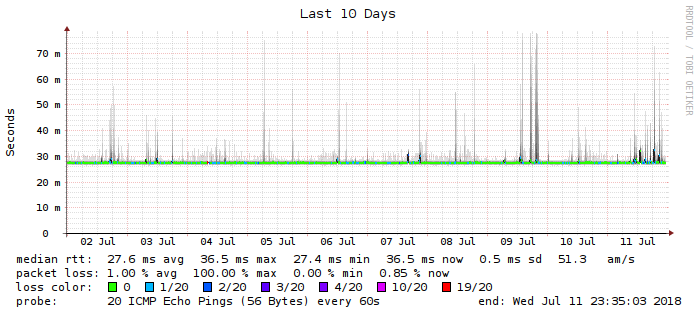 Last 10 Days
RRDTOOL / TOBI OETIKER
Seconds
70 m
60 m
50 m
40 m
30 m
20 m
10 m
0
02 Jul 03 Jul 04 Jul 05 Jul 06 Jul 07 Jul 08 Jul 09 Jul 10 Jul 11 Jul
median rtt: 27.6 ms avg 36.5 ms max 27.4 ms min 36.5 ms now 0.5 ms sd 51.3 am/s
packet loss: 1.00 % avg 100.00 % max 0.00 % min 0.85 % now
loss color: 0 1/20 2/20 3/20 4/20 10/20 19/20
probe: 20 ICMP Echo Pings (56 Bytes) every 60s end: Wed Jul 11 23:35:03 2018